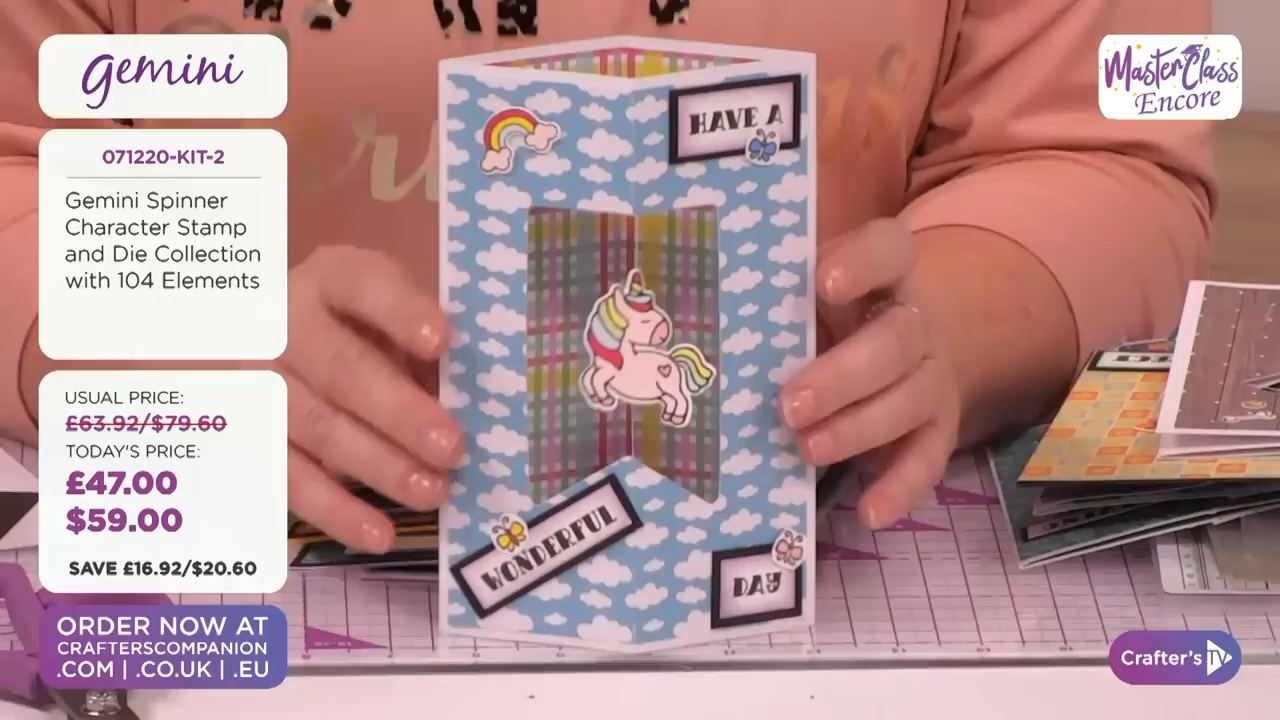 gemini
071220-KIT-2
Gemini Spinner
Character Stamp
and Die Collection
with 104 Elements
USUAL PRICE:
£63.92/$79.60
TODAY'S PRICE:
£47.00
$59.00
SAVE £16.92/$20.60
ORDER NOW AT
CRAFTERSCOMPANION
.COM | .CO.UK | .EU
HAVE A
WONDERFUL
DAY
MasterClass
Encore
Crafter's TV